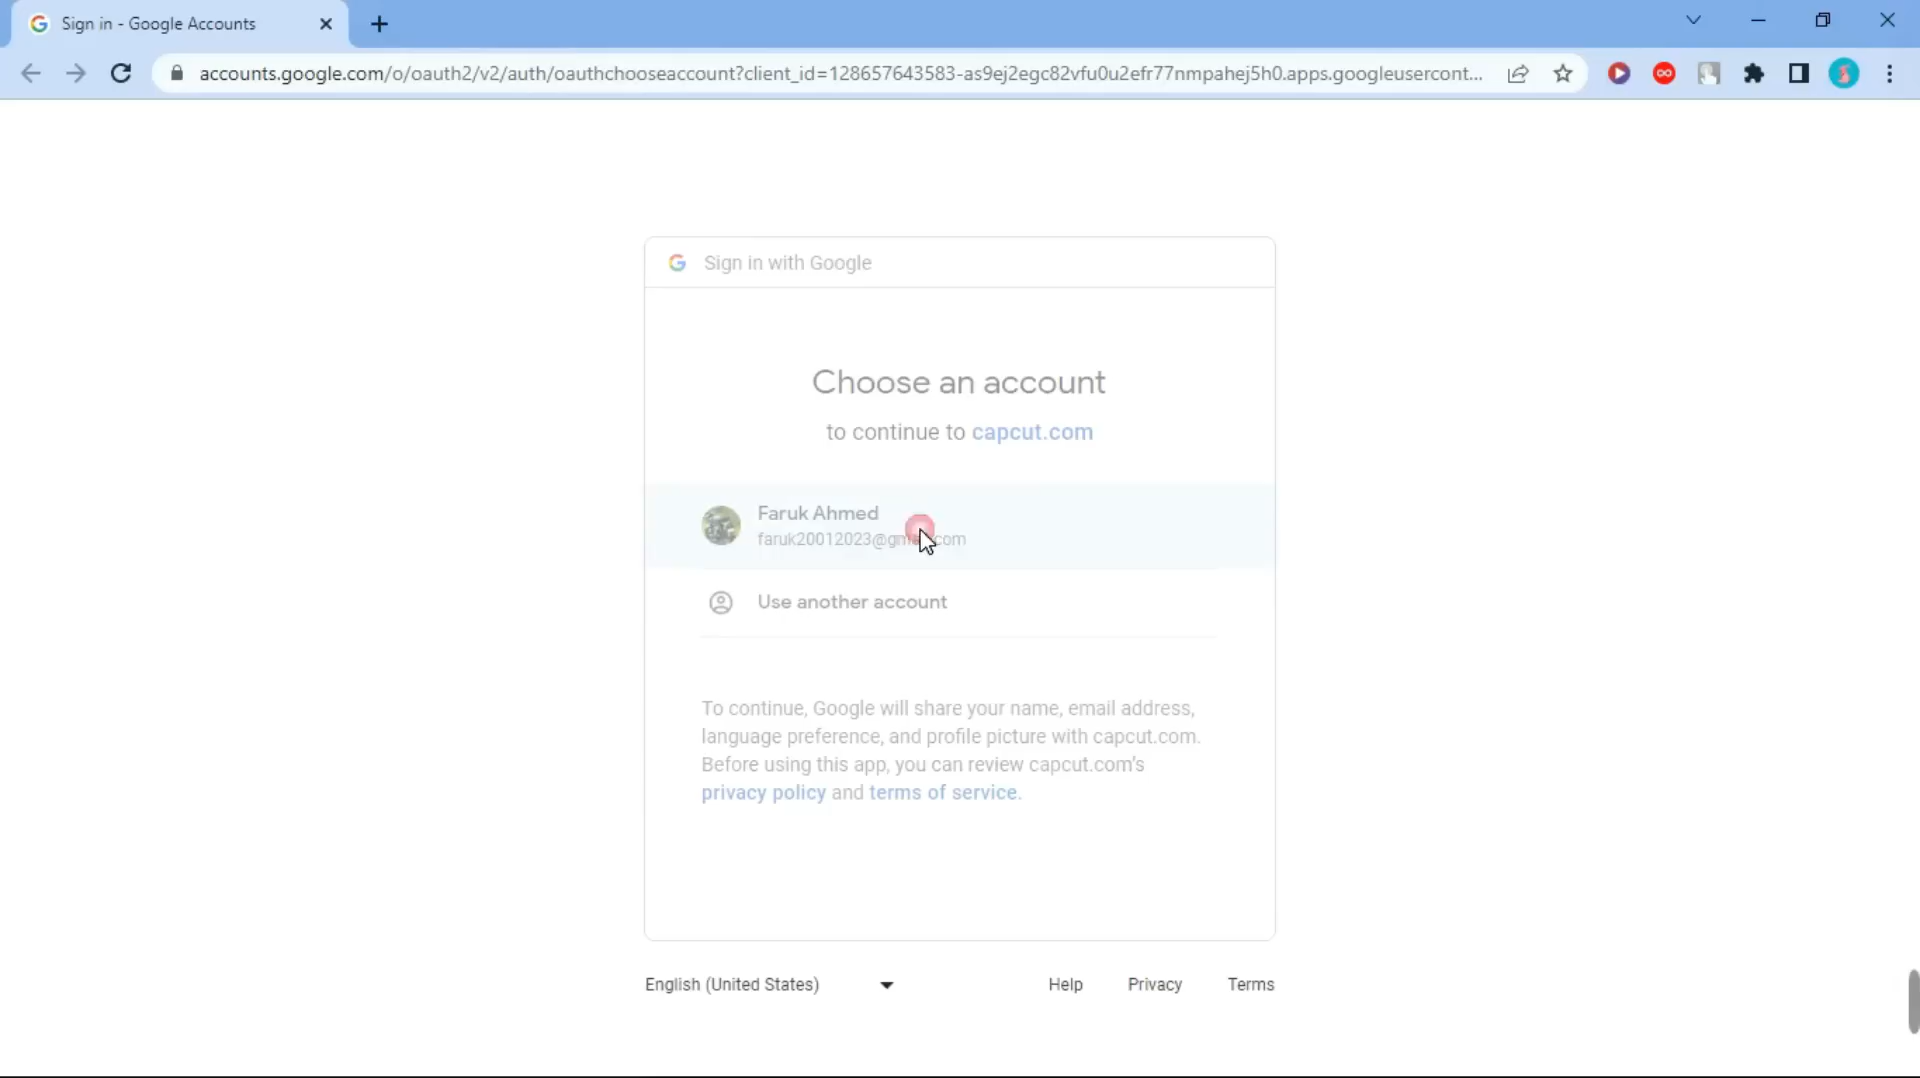 Sign in - Google Accounts
accounts.google.com/o/oauth2/v2/auth/oauthchooseaccount?client_id=128657643583-as9ej2egc82vfu0u2efr77nmpahej5h0.apps.googleusercont...
Sign in with Google
Choose an account
to continue to capcut.com
Faruk Ahmed
Use another account
To continue, Google will share your name, email address,
language preference, and profile picture with capcut.com.
Before using this app, you can review capcut.com's
privacy policy and terms of service.
English (United States)
Help
Privacy
Terms